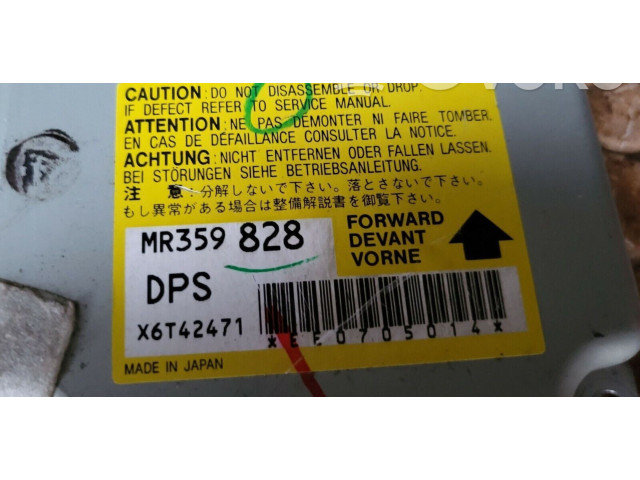 CAUTION: DO NOT DISASSEMBLE OR DROP.
IF DEFECT REFER TO SERVICE MANUAL.
ATTENTION: NE PAS DÉMONTER NI FAIRE TOMBER.
EN CAS DE DÉFAILLANCE CONSULTER LA NOTICE.
ACHTUNG: NICHT ENTFERNEN ODER FALLEN LASSEN.
BEI STÖRUNGEN SIEHE BETRIEBSANLEITUNG.
注 意:分解しないで下さい。落とさないで下さい。
もし異常がある場合は整備解説書を御覧下さい。
MR359 828
FORWARD
DEVANT
VORNE
DPS
X6T42471
*EE0705014*
MADE IN JAPAN
F